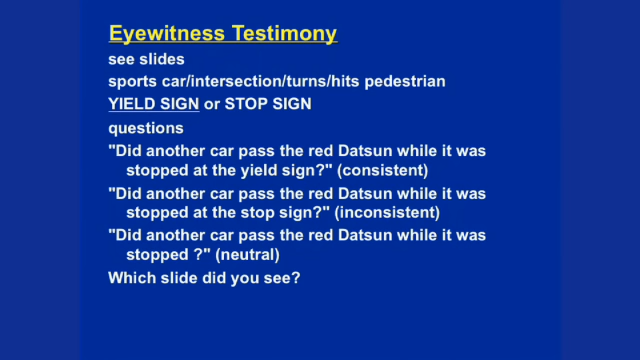 Eyewitness Testimony
see slides
sports car/intersection/turns/hits pedestrian
YIELD SIGN or STOP SIGN
questions
"Did another car pass the red Datsun while it was
stopped at the yield sign?" (consistent)
"Did another car pass the red Datsun while it was
stopped at the stop sign?" (inconsistent)
"Did another car pass the red Datsun while it was
stopped ?" (neutral)
Which slide did you see?